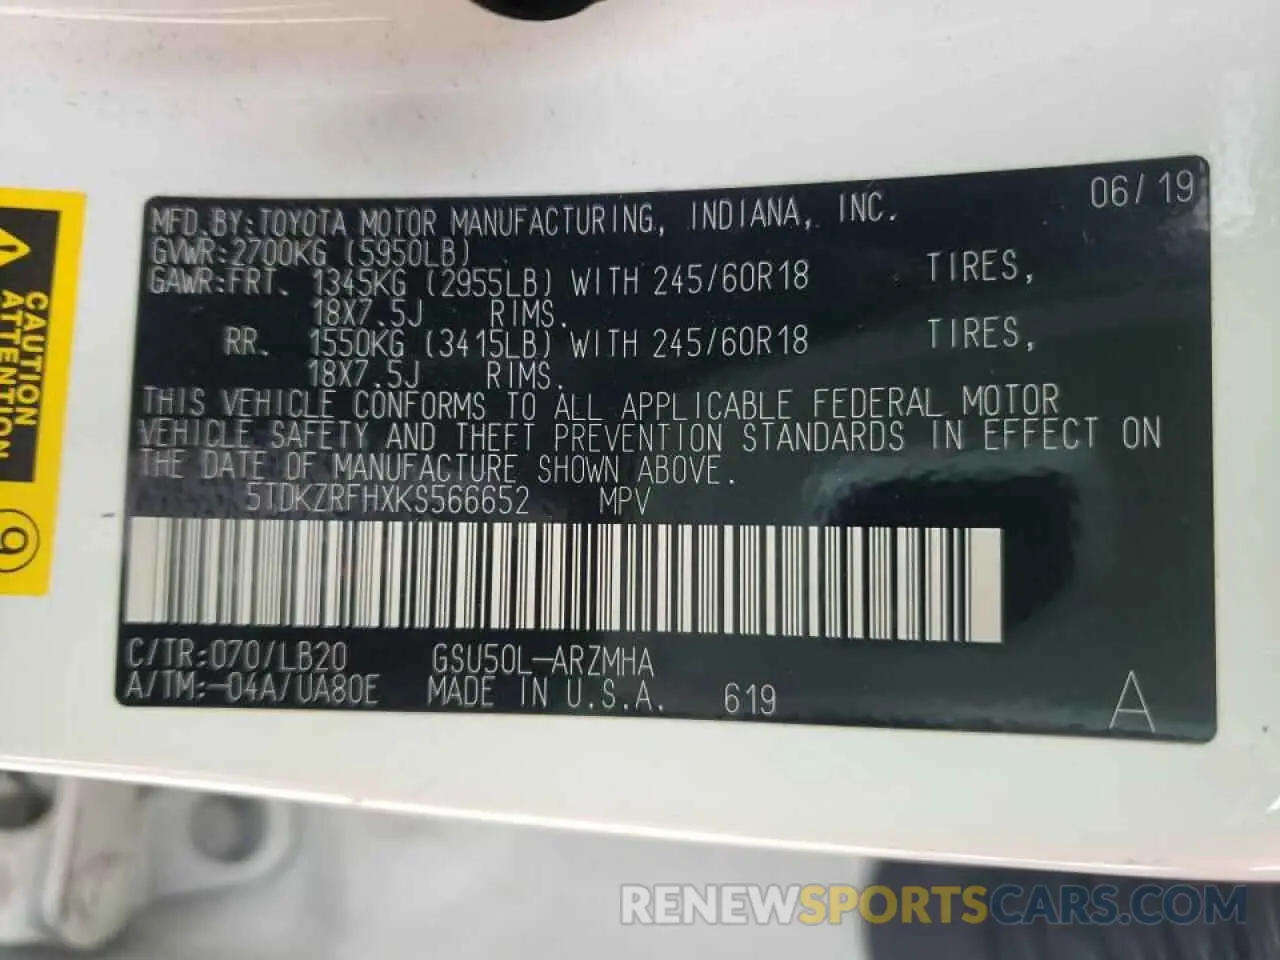 06/19
MFD.BY:TOYOTA MOTOR MANUFACTURING, INDIANA, INC.
GVWR:2700KG (5950LB)
GAWR:FRT. 1345KG (2955LB) WITH 245/60R18 TIRES,
18X7.5J RIMS.
RR. 1550KG (3415LB) WITH 245/60R18 TIRES,
18X7.5J RIMS.
THIS VEHICLE CONFORMS TO ALL APPLICABLE FEDERAL MOTOR
VEHICLE SAFETY AND THEFT PREVENTION STANDARDS IN EFFECT ON
THE DATE OF MANUFACTURE SHOWN ABOVE.
5TDKZRFHXKS566652 MPV
C/TR:070/LB20 GSU50L-ARZMHA
A/TM:-04A/UA80E MADE IN U.S.A. 619 A
CAUTION
ATTENTION
9
RENEWSPORTSCARS.COM